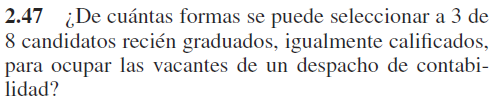 2.47 ¿De cuántas formas se puede seleccionar a 3 de
8 candidatos recién graduados, igualmente calificados,
para ocupar las vacantes de un despacho de contabi-
lidad?